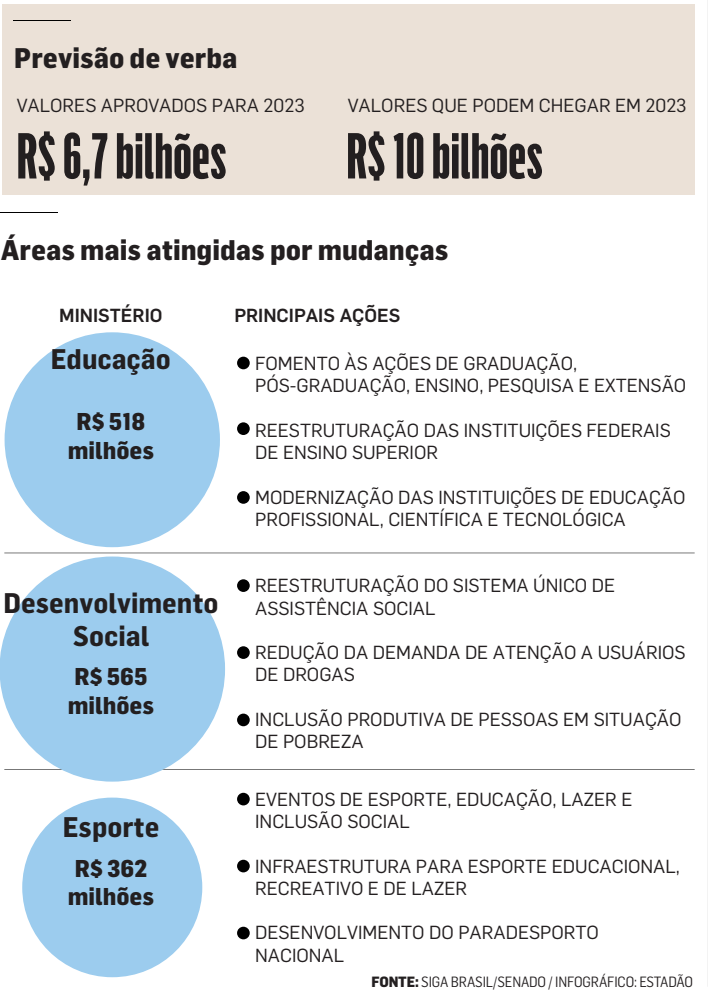 Previsão de verba
VALORES APROVADOS PARA 2023
R$ 6,7 bilhões
VALORES QUE PODEM CHEGAR EM 2023
R$ 10 bilhões
Áreas mais atingidas por mudanças
MINISTÉRIO
PRINCIPAIS AÇÕES
Educação
R$ 518
milhões
FOMENTO ÀS AÇÕES DE GRADUAÇÃO,
PÓS-GRADUAÇÃO, ENSINO, PESQUISA E EXTENSÃO
REESTRUTURAÇÃO DAS INSTITUIÇÕES FEDERAIS
DE ENSINO SUPERIOR
MODERNIZAÇÃO DAS INSTITUIÇÕES DE EDUCAÇÃO
PROFISSIONAL, CIENTÍFICA E TECNOLÓGICA
Desenvolvimento
Social
R$ 565
milhões
REESTRUTURAÇÃO DO SISTEMA ÚNICO DE
ASSISTÊNCIA SOCIAL
REDUÇÃO DA DEMANDA DE ATENÇÃO A USUÁRIOS
DE DROGAS
INCLUSÃO PRODUTIVA DE PESSOAS EM SITUAÇÃO
DE POBREZA
Esporte
R$ 362
milhões
EVENTOS DE ESPORTE, EDUCAÇÃO, LAZER E
INCLUSÃO SOCIAL
INFRAESTRUTURA PARA ESPORTE EDUCACIONAL,
RECREATIVO E DE LAZER
DESENVOLVIMENTO DO PARADESPORTO
NACIONAL
FONTE: SIGA BRASIL/SENADO / INFOGRÁFICO: ESTADÃO